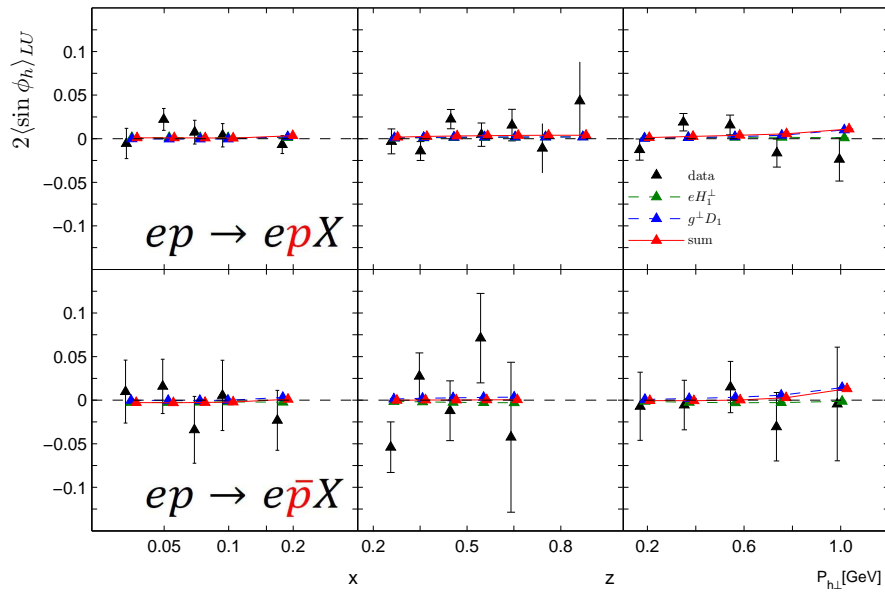 2⟨sin ϕ_h⟩_LU
0.1
0.05
0
−0.05
−0.1
ep → epX
data
eH₁^⊥
g^⊥D₁
sum
0.1
0.05
0
−0.05
−0.1
ep → ep̄X
0.05 0.1 0.2
0.2 0.5 0.8
0.2 0.6 1.0
x
z
P_h⊥[GeV]